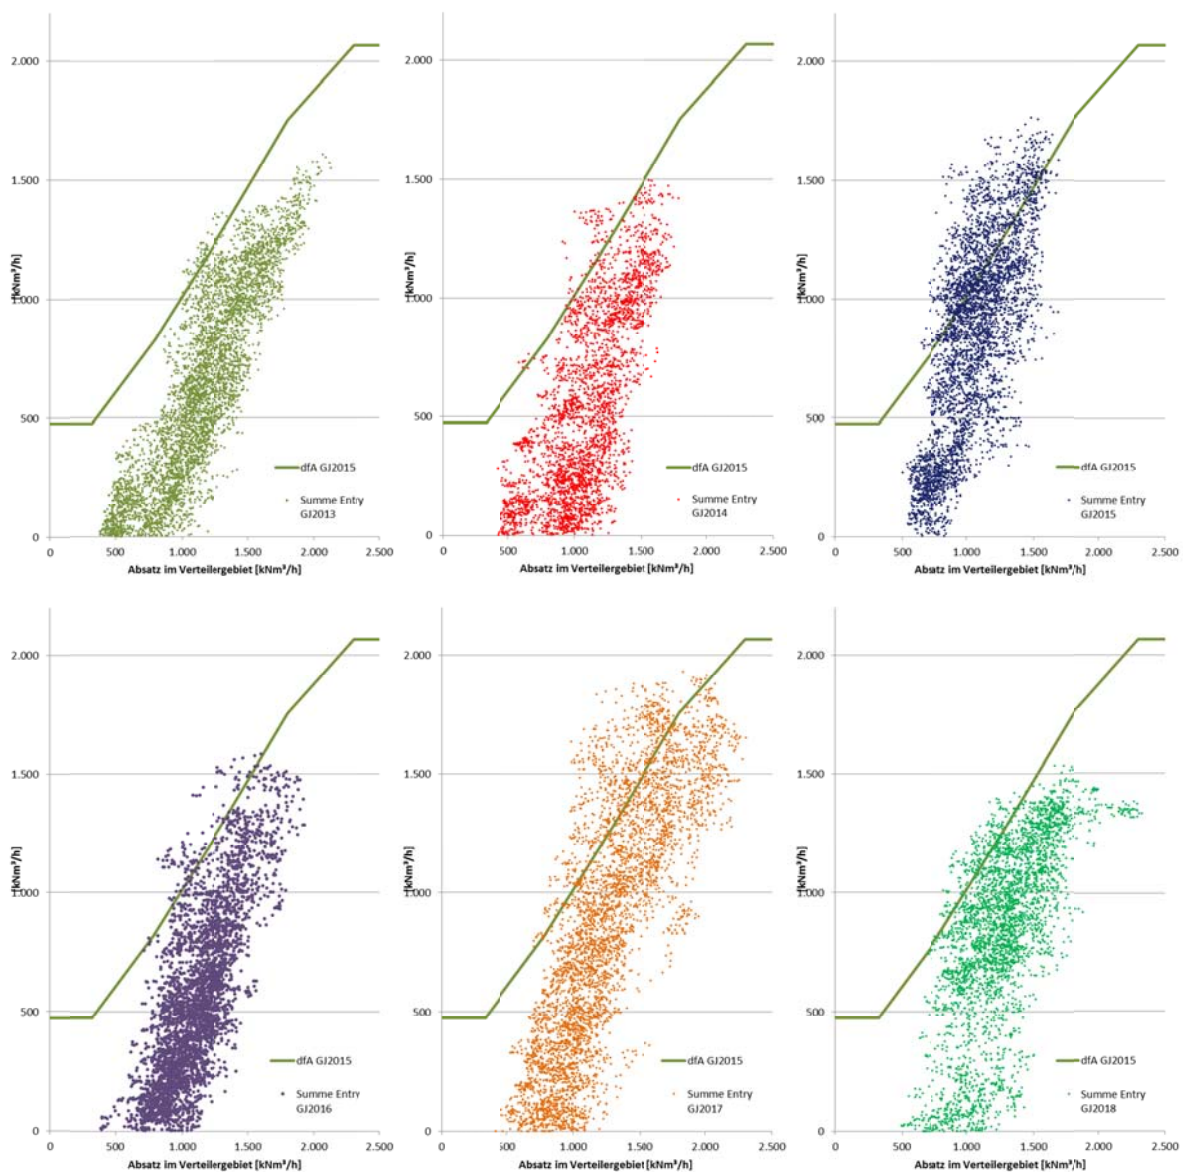 2.000
1.500
[kNm³/h]
1.000
500
0
dfA GJ2015
Summe Entry
GJ2013
0 500 1.000 1.500 2.000 2.500
Absatz im Verteilergebiet [kNm³/h]
2.000
1.500
[kNm³/h]
1.000
500
0
dfA GJ2015
Summe Entry
GJ2014
0 500 1.000 1.500 2.000 2.500
Absatz im Verteilergebiet [kNm³/h]
2.000
1.500
[kNm³/h]
1.000
500
0
dfA GJ2015
Summe Entry
GJ2015
0 500 1.000 1.500 2.000 2.500
Absatz im Verteilergebiet [kNm³/h]
2.000
1.500
[kNm³/h]
1.000
500
0
dfA GJ2015
Summe Entry
GJ2016
0 500 1.000 1.500 2.000 2.500
Absatz im Verteilergebiet [kNm³/h]
2.000
1.500
[kNm³/h]
1.000
500
0
dfA GJ2015
Summe Entry
GJ2017
0 500 1.000 1.500 2.000 2.500
Absatz im Verteilergebiet [kNm³/h]
2.000
1.500
[kNm³/h]
1.000
500
0
dfA GJ2015
Summe Entry
GJ2018
0 500 1.000 1.500 2.000 2.500
Absatz im Verteilergebiet [kNm³/h]